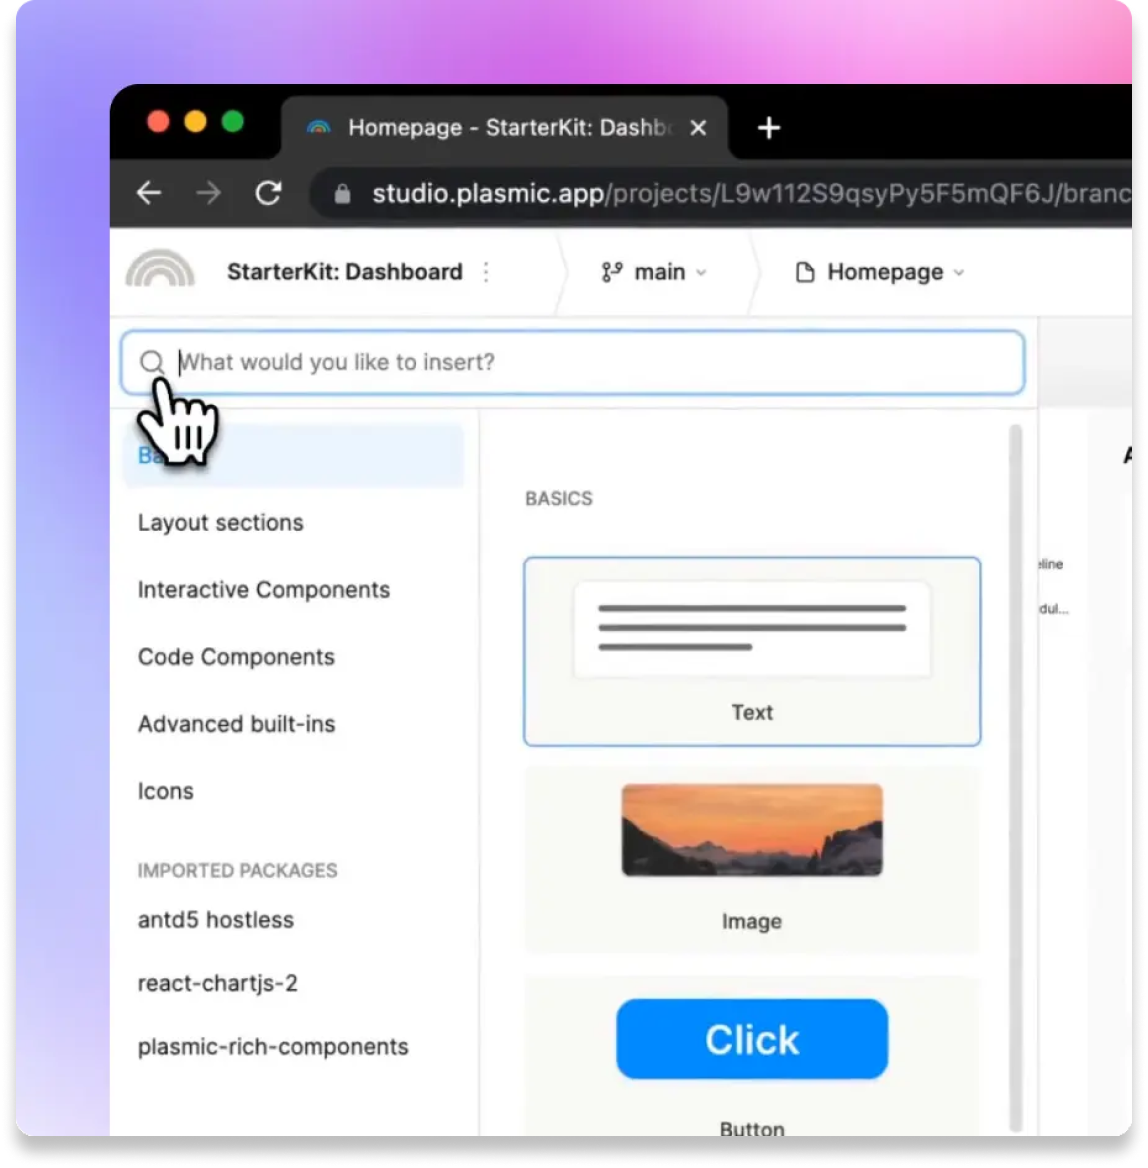 Homepage - StarterKit: Dashb
studio.plasmic.app/projects/L9w112S9qsyPy5F5mQF6J/branc
StarterKit: Dashboard
main
Homepage
What would you like to insert?
Layout sections
Interactive Components
Code Components
Advanced built-ins
Icons
IMPORTED PACKAGES
antd5 hostless
react-chartjs-2
plasmic-rich-components
BASICS
Text
Image
Click
Button
eline
dul...